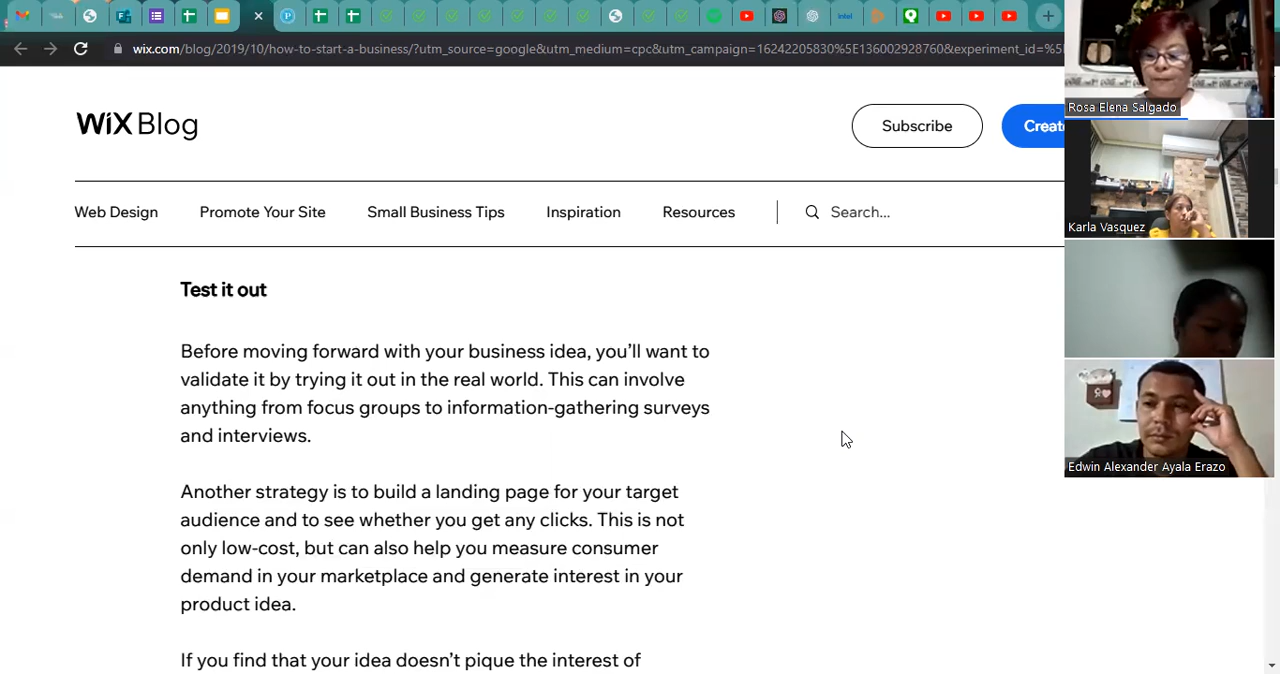 intel
wix.com/blog/2019/10/how-to-start-a-business/?utm_source=google&utm_medium=cpc&utm_campaign=16242205830%5E136002928760&experiment_id=%5
WiX Blog
Subscribe
Create
Web Design Promote Your Site Small Business Tips Inspiration Resources Search...
Test it out
Before moving forward with your business idea, you’ll want to
validate it by trying it out in the real world. This can involve
anything from focus groups to information-gathering surveys
and interviews.
Another strategy is to build a landing page for your target
audience and to see whether you get any clicks. This is not
only low-cost, but can also help you measure consumer
demand in your marketplace and generate interest in your
product idea.
If you find that your idea doesn’t pique the interest of
Rosa Elena Salgado
Karla Vasquez
Edwin Alexander Ayala Erazo